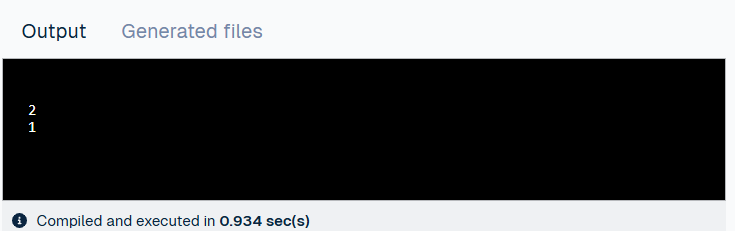 Output Generated files
2
1
Compiled and executed in 0.934 sec(s)